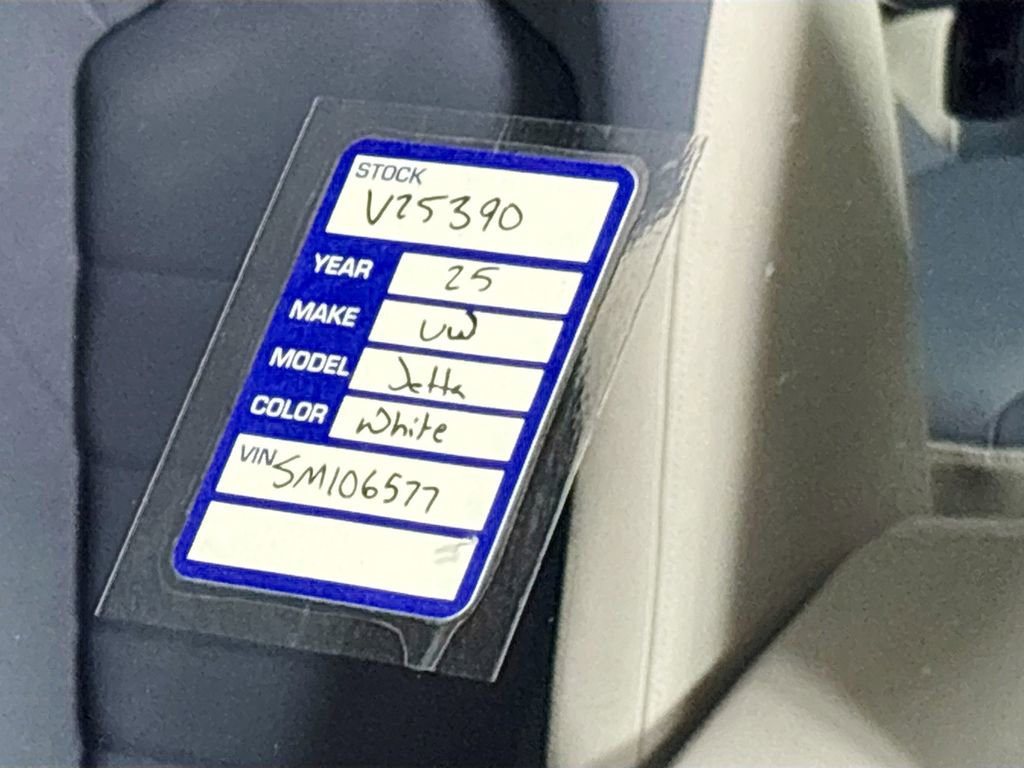 STOCK
V25390
YEAR 25
MAKE VW
MODEL Jetta
COLOR White
VIN SM106577